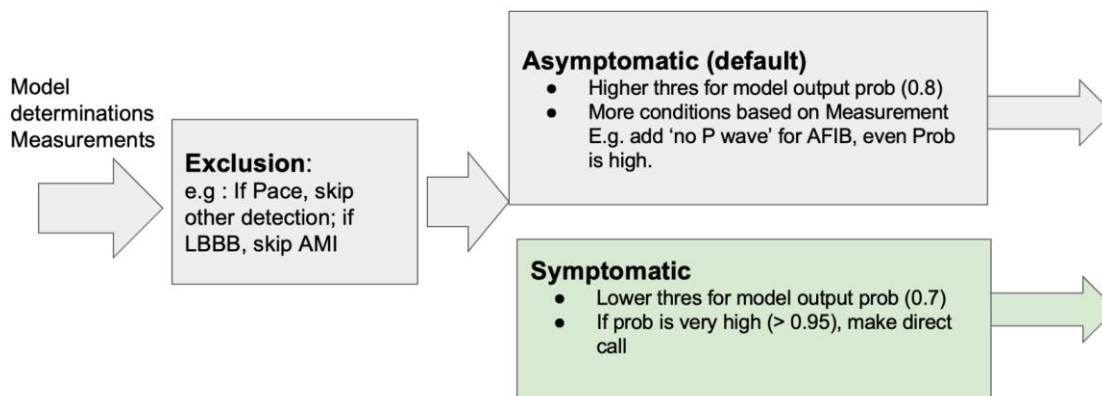 Model
determinations
Measurements
Exclusion:
e.g : If Pace, skip
other detection; if
LBBB, skip AMI
Asymptomatic (default)
● Higher thres for model output prob (0.8)
● More conditions based on Measurement
E.g. add ‘no P wave’ for AFIB, even Prob
is high.
Symptomatic
● Lower thres for model output prob (0.7)
● If prob is very high (> 0.95), make direct
call